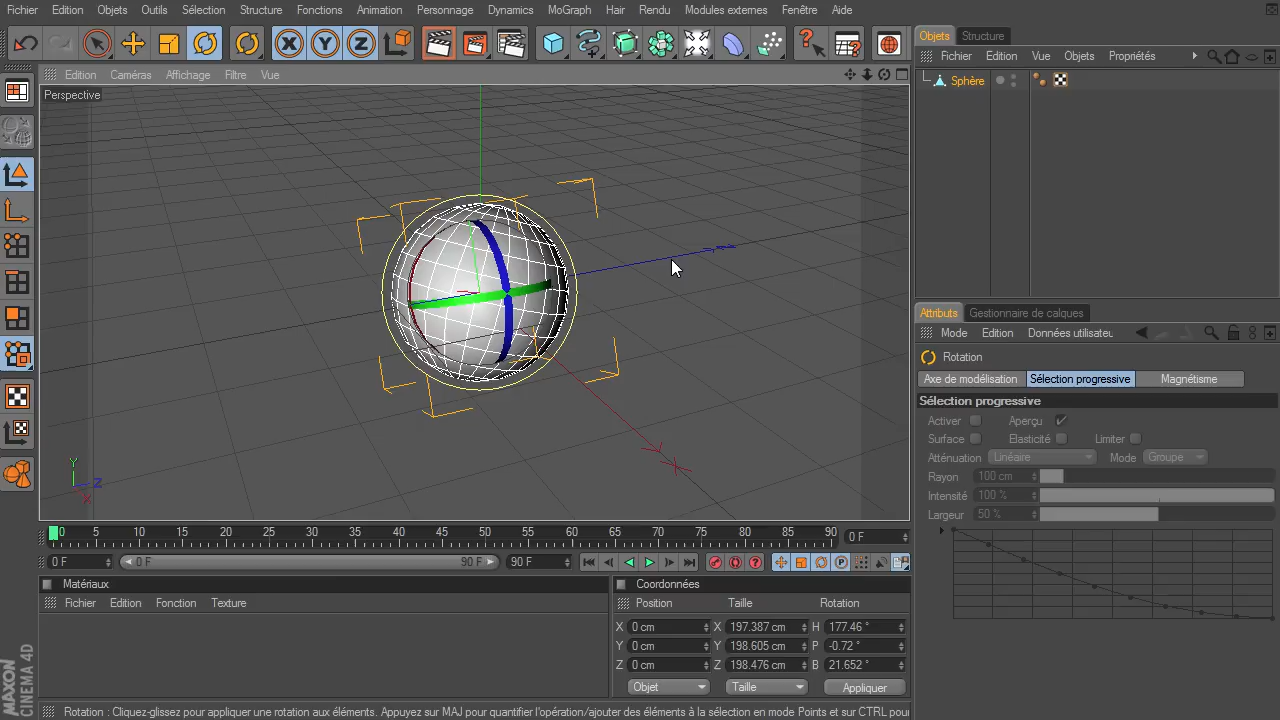 Fichier Edition Objets Outils Sélection Structure Fonctions Animation Personnage Dynamics MoGraph Hair Rendu Modules externes Fenêtre Aide
Edition Caméras Affichage Filtre Vue
Perspective
Y
Z
X
0 5 10 15 20 25 30 35 40 45 50 55 60 65 70 75 80 85 90 0 F
0 F 0 F 90 F 90 F
Matériaux
Fichier Edition Fonction Texture
Coordonnées
Position Taille Rotation
X 0 cm X 197.387 cm H 177.46 °
Y 0 cm Y 198.605 cm P -0.72 °
Z 0 cm Z 198.476 cm B 21.652 °
Objet Taille Appliquer
MAXON
CINEMA 4D
Rotation : Cliquez-glissez pour appliquer une rotation aux éléments. Appuyez sur MAJ pour quantifier l'opération/ajouter des éléments à la sélection en mode Points et sur CTRL pou
Objets Structure
Fichier Edition Vue Objets Propriétés
Sphère
Attributs Gestionnaire de calques
Mode Edition Données utilisateu
Rotation
Axe de modélisation Sélection progressive Magnétisme
Sélection progressive
Activer Aperçu
Surface Elasticité Limiter
Atténuation Linéaire Mode Groupe
Rayon 100 cm
Intensité 100 %
Largeur 50 %